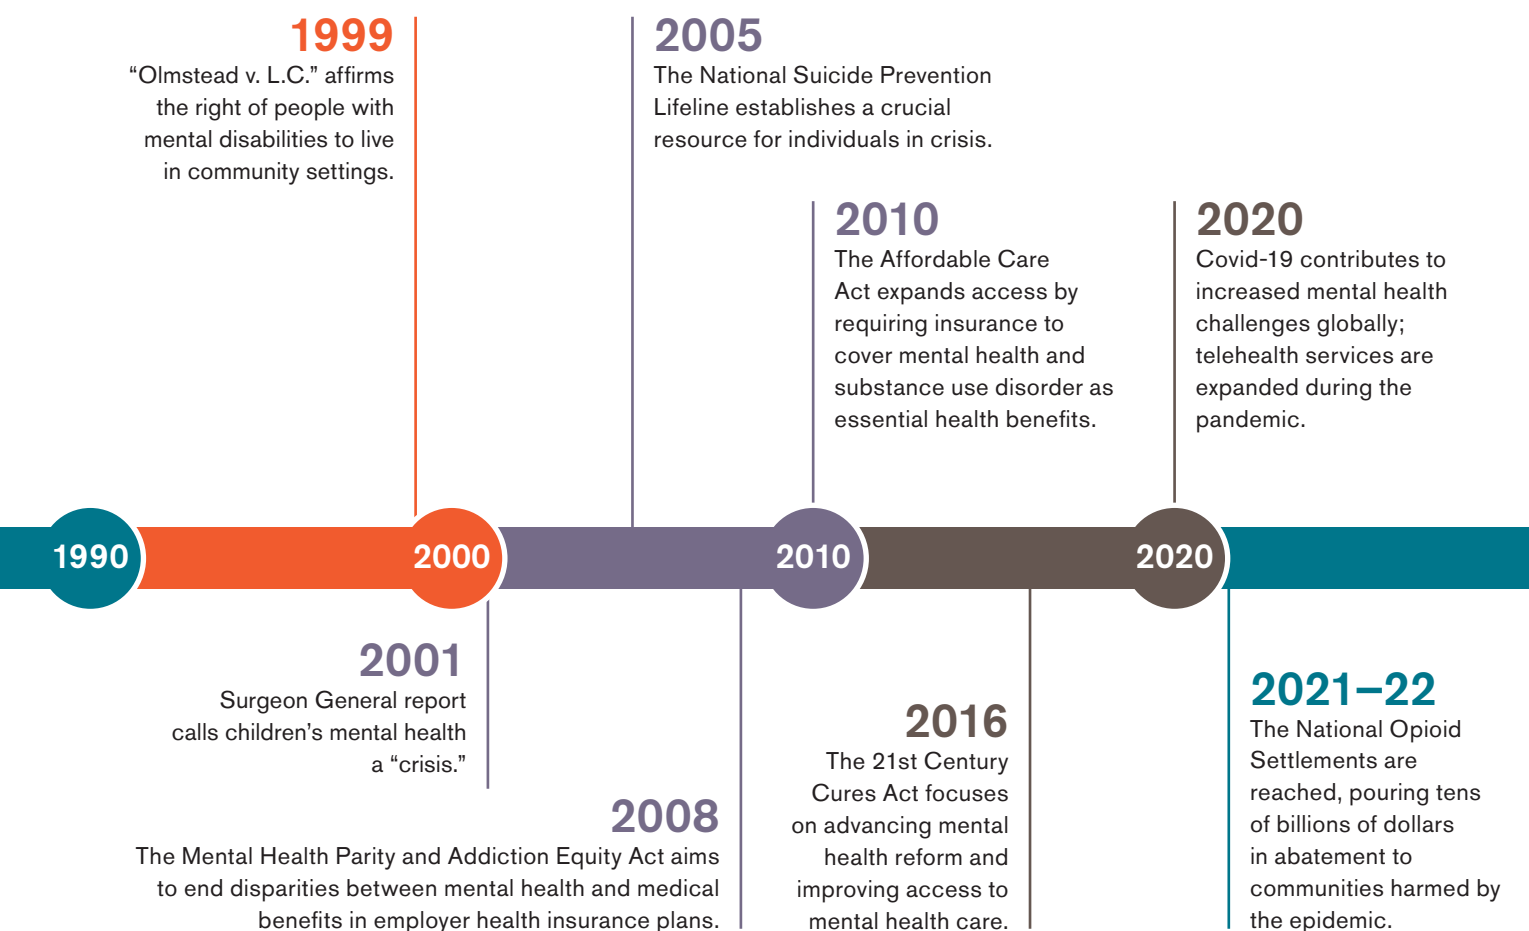 1999
“Olmstead v. L.C.” affirms
the right of people with
mental disabilities to live
in community settings.
2005
The National Suicide Prevention
Lifeline establishes a crucial
resource for individuals in crisis.
2010
The Affordable Care
Act expands access by
requiring insurance to
cover mental health and
substance use disorder as
essential health benefits.
2020
Covid-19 contributes to
increased mental health
challenges globally;
telehealth services are
expanded during the
pandemic.
1990
2000
2010
2020
2001
Surgeon General report
calls children’s mental health
a “crisis.”
2008
The Mental Health Parity and Addiction Equity Act aims
to end disparities between mental health and medical
benefits in employer health insurance plans.
2016
The 21st Century
Cures Act focuses
on advancing mental
health reform and
improving access to
mental health care.
2021–22
The National Opioid
Settlements are
reached, pouring tens
of billions of dollars
in abatement to
communities harmed by
the epidemic.